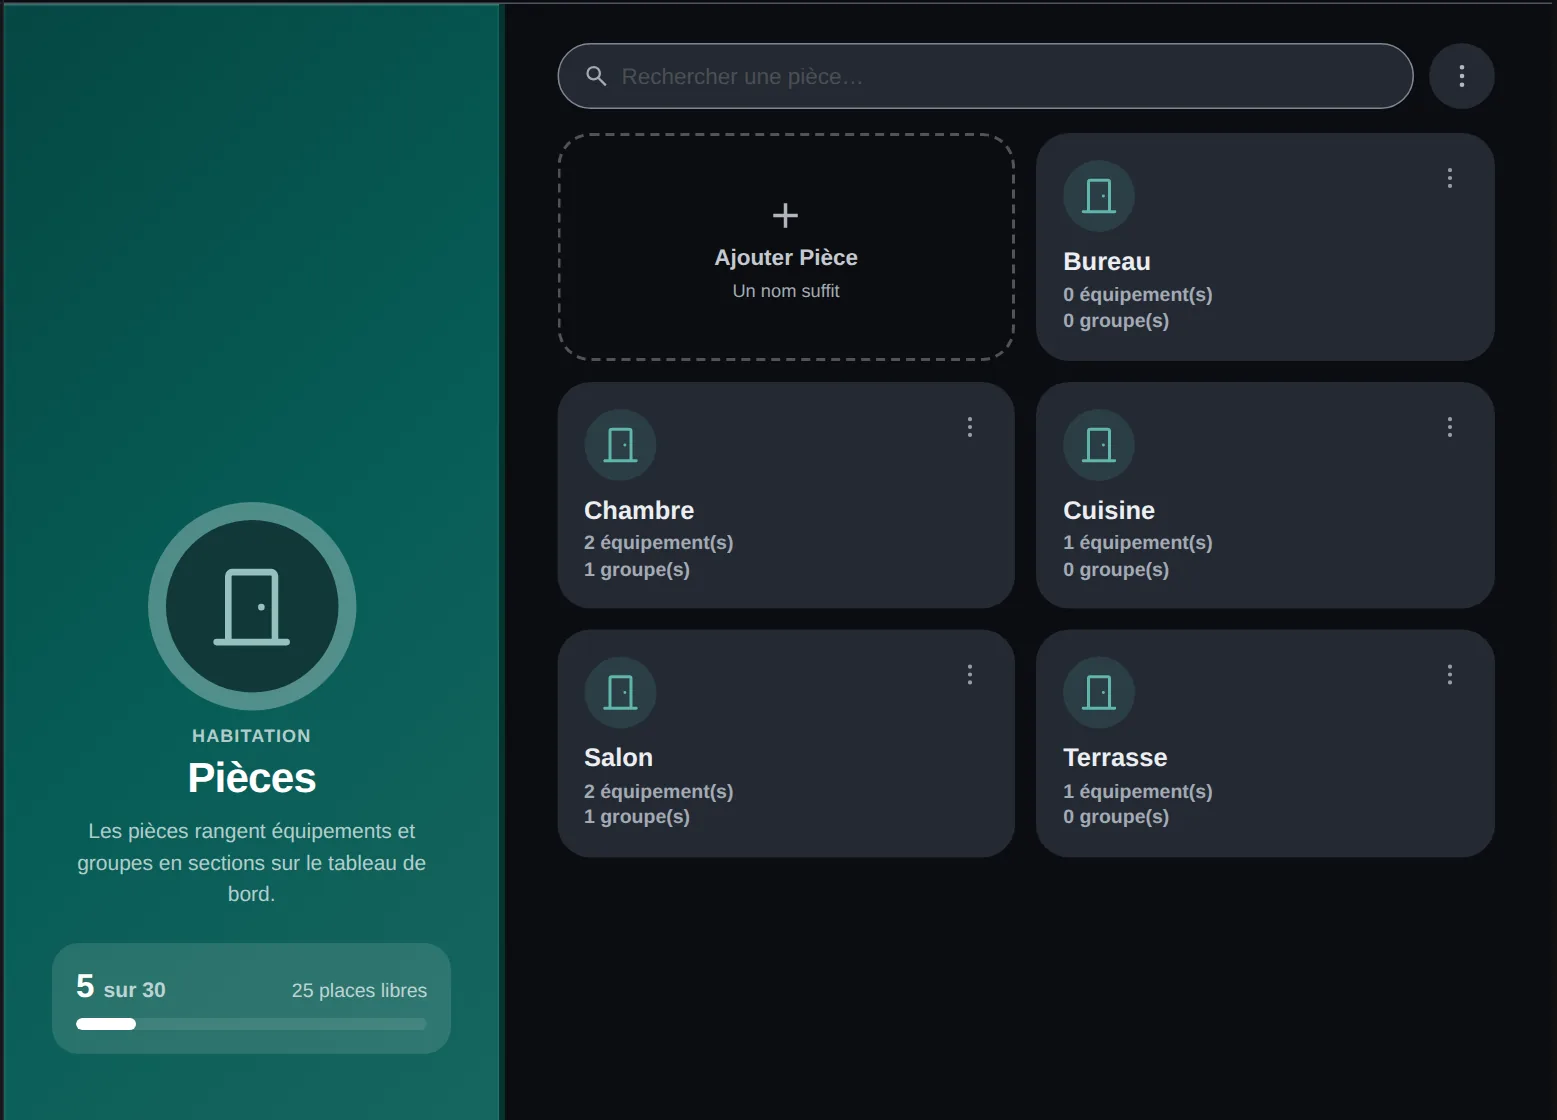 HABITATION
Pièces
Les pièces rangent équipements et
groupes en sections sur le tableau de
bord.
5 sur 30
25 places libres
Rechercher une pièce…
Ajouter Pièce
Un nom suffit
Bureau
0 équipement(s)
0 groupe(s)
Chambre
2 équipement(s)
1 groupe(s)
Cuisine
1 équipement(s)
0 groupe(s)
Salon
2 équipement(s)
1 groupe(s)
Terrasse
1 équipement(s)
0 groupe(s)